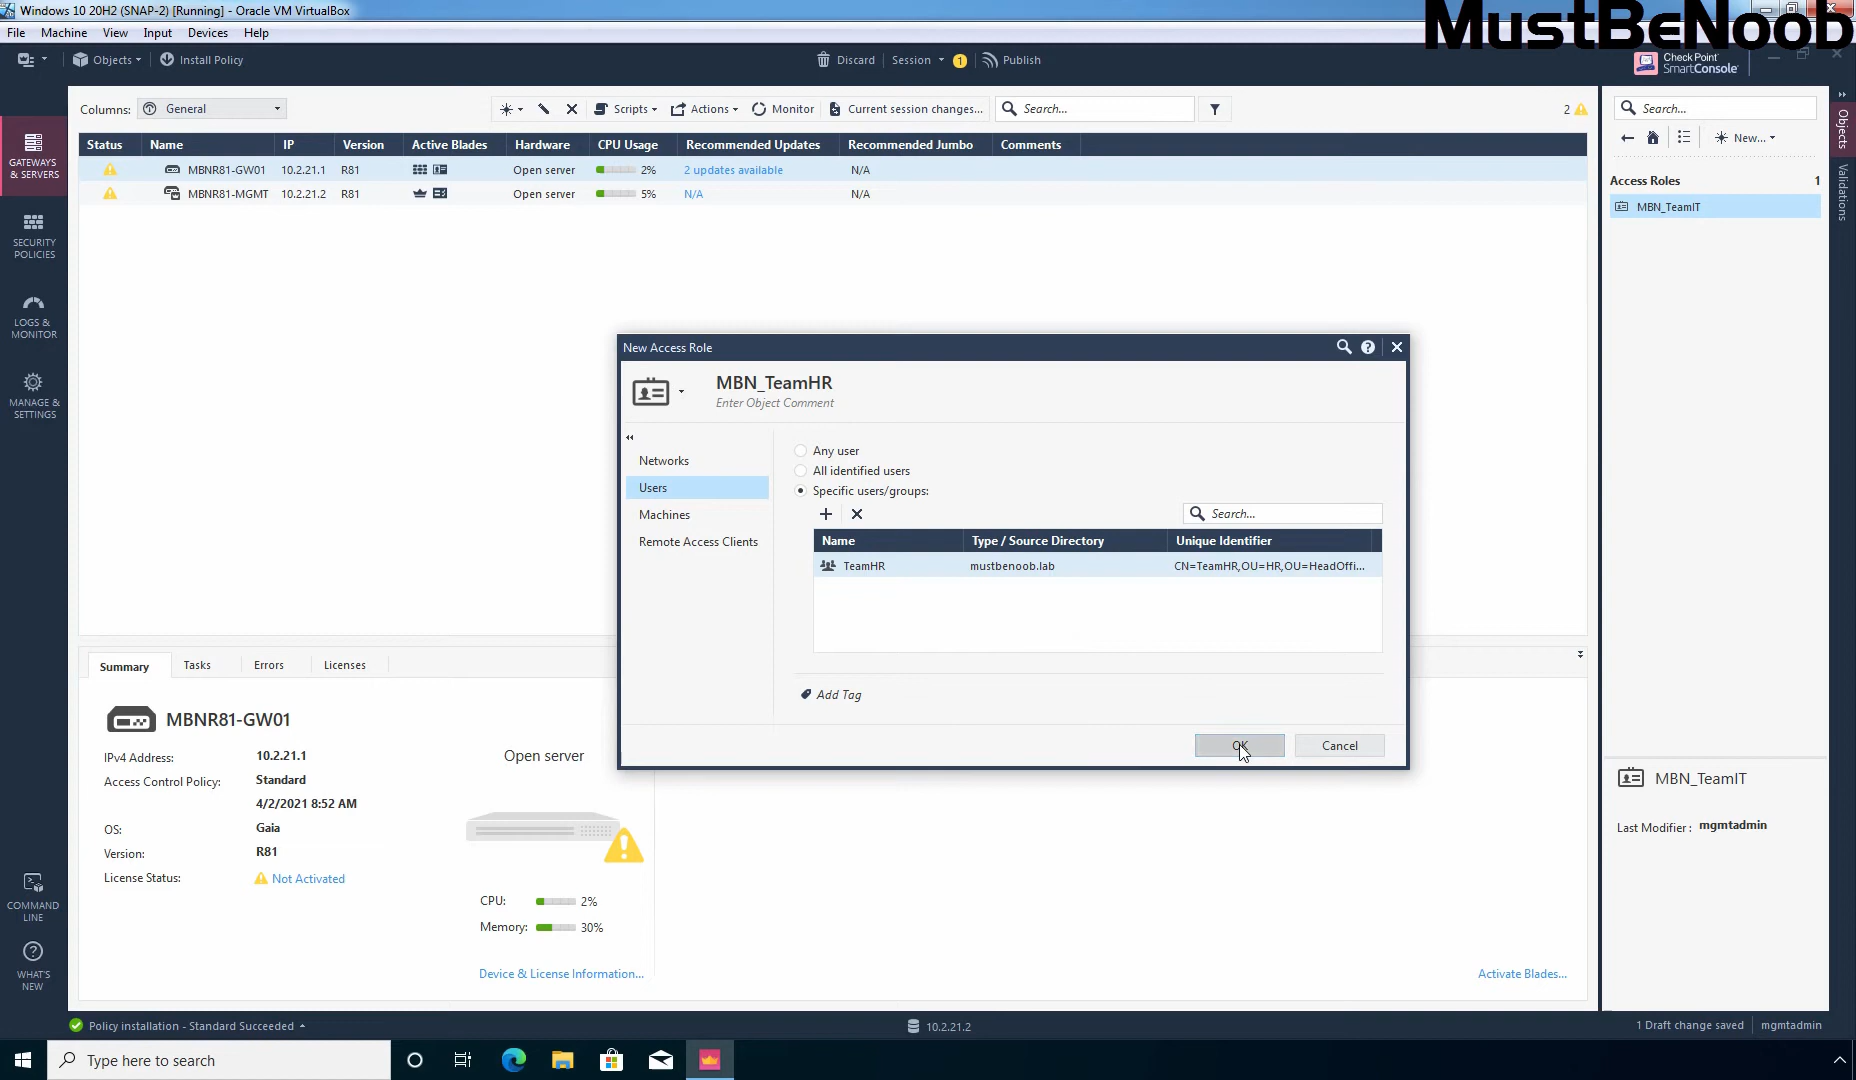 Windows 10 20H2 (SNAP-2) [Running] - Oracle VM VirtualBox
MustBeNoob
File Machine View Input Devices Help
Objects Install Policy Discard Session 1 Publish
Check Point
SmartConsole
Columns: General Scripts Actions Monitor Current session changes... Search... 2
Search...
New...
Status Name IP Version Active Blades Hardware CPU Usage Recommended Updates Recommended Jumbo Comments
MBNR81-GW01 10.2.21.1 R81 Open server 2% 2 updates available N/A
MBNR81-MGMT 10.2.21.2 R81 Open server 5% N/A N/A
GATEWAYS
& SERVERS
SECURITY
POLICIES
LOGS &
MONITOR
MANAGE &
SETTINGS
COMMAND
LINE
WHAT'S
NEW
Access Roles 1
MBN_TeamIT
Objects
Validations
New Access Role
MBN_TeamHR
Enter Object Comment
Networks
Users
Machines
Remote Access Clients
Any user
All identified users
Specific users/groups:
Search...
Name Type / Source Directory Unique Identifier
TeamHR mustbenoob.lab CN=TeamHR,OU=HR,OU=HeadOffi...
Add Tag
OK Cancel
Summary Tasks Errors Licenses
MBNR81-GW01
IPv4 Address: 10.2.21.1
Access Control Policy: Standard
4/2/2021 8:52 AM
OS: Gaia
Version: R81
License Status: Not Activated
Open server
CPU: 2%
Memory: 30%
Device & License Information...
Activate Blades...
MBN_TeamIT
Last Modifier : mgmtadmin
Policy installation - Standard Succeeded
10.2.21.2
1 Draft change saved mgmtadmin
Type here to search